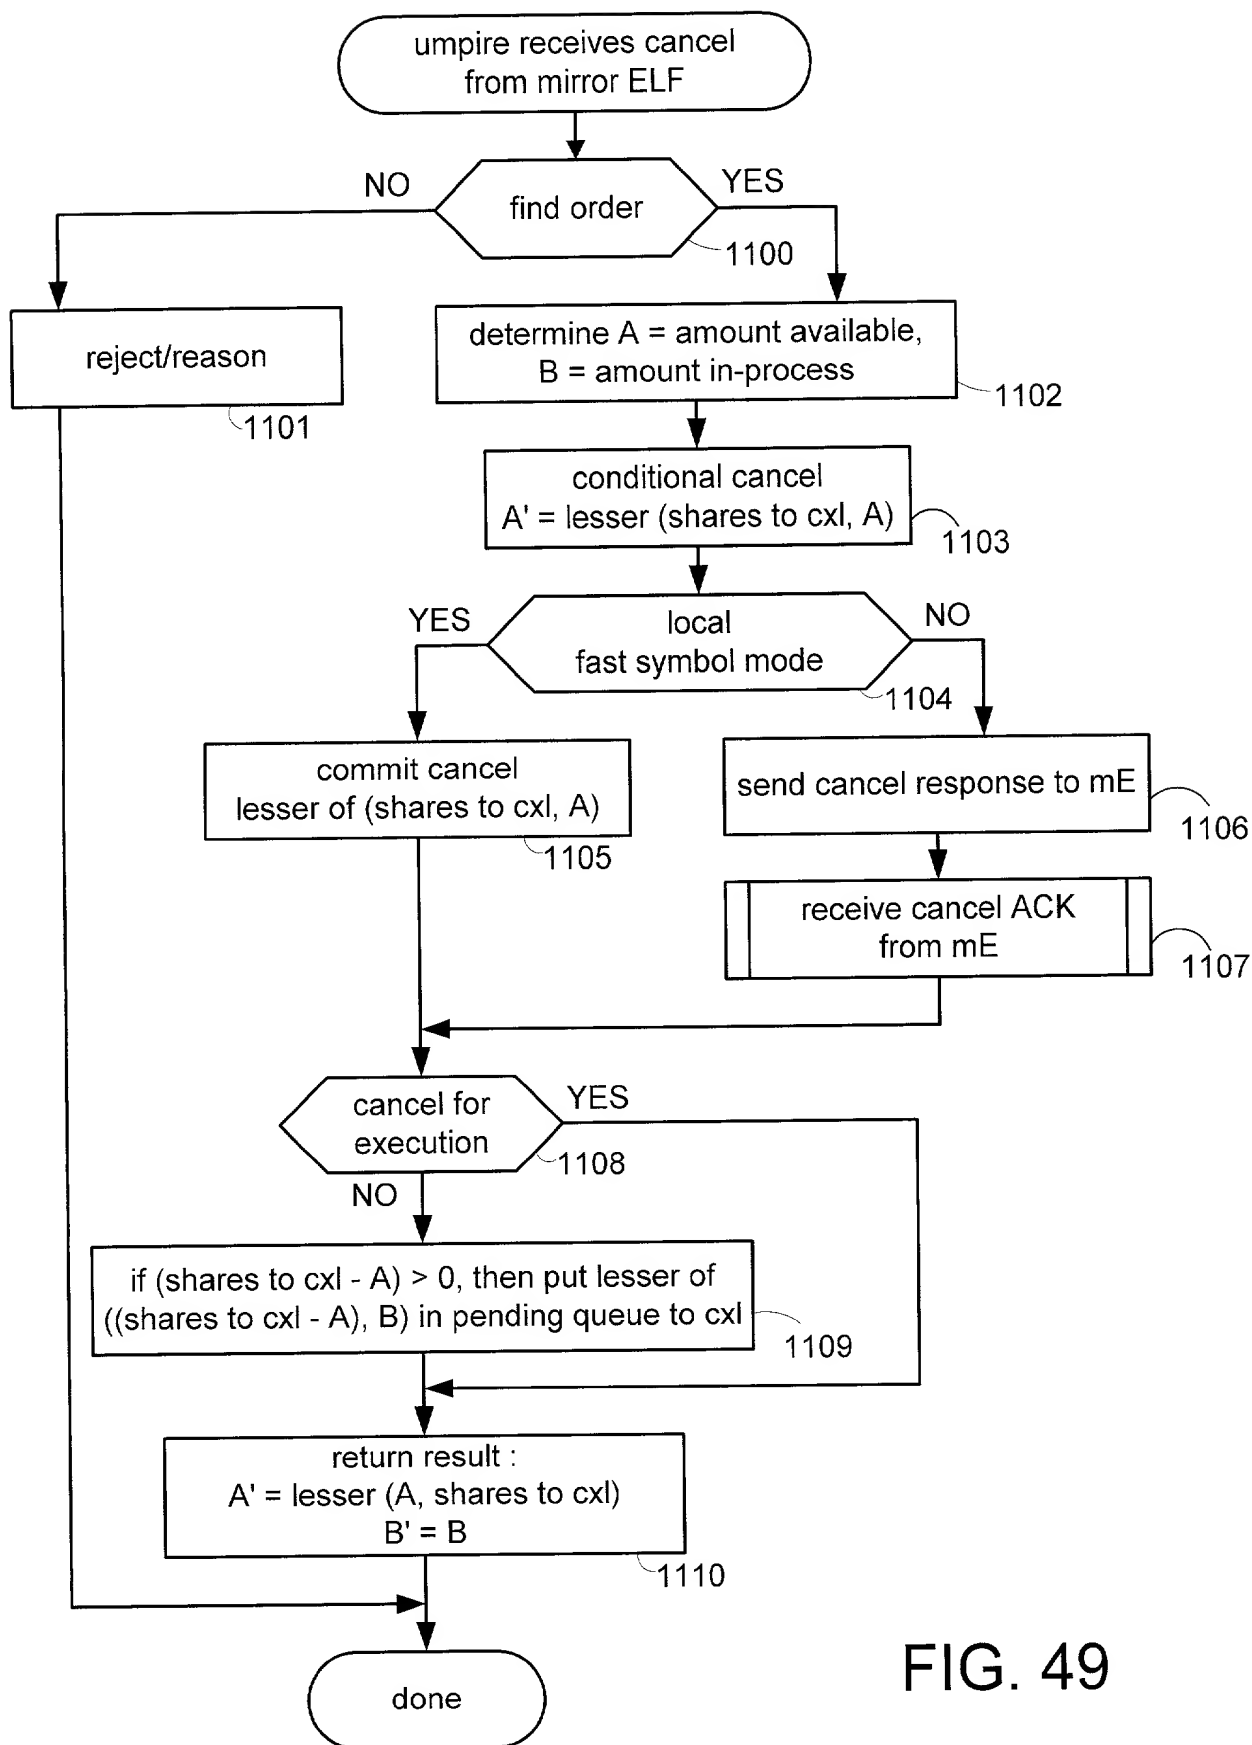 umpire receives cancel
from mirror ELF
NO
YES
find order
1100
reject/reason
1101
determine A = amount available,
B = amount in-process
1102
conditional cancel
A' = lesser (shares to cxl, A)
1103
YES
NO
local
fast symbol mode
1104
commit cancel
lesser of (shares to cxl, A)
1105
send cancel response to mE
1106
receive cancel ACK
from mE
1107
cancel for
execution
YES
1108
NO
if (shares to cxl - A) > 0, then put lesser of
((shares to cxl - A), B) in pending queue to cxl
1109
return result :
A' = lesser (A, shares to cxl)
B' = B
1110
done
FIG. 49